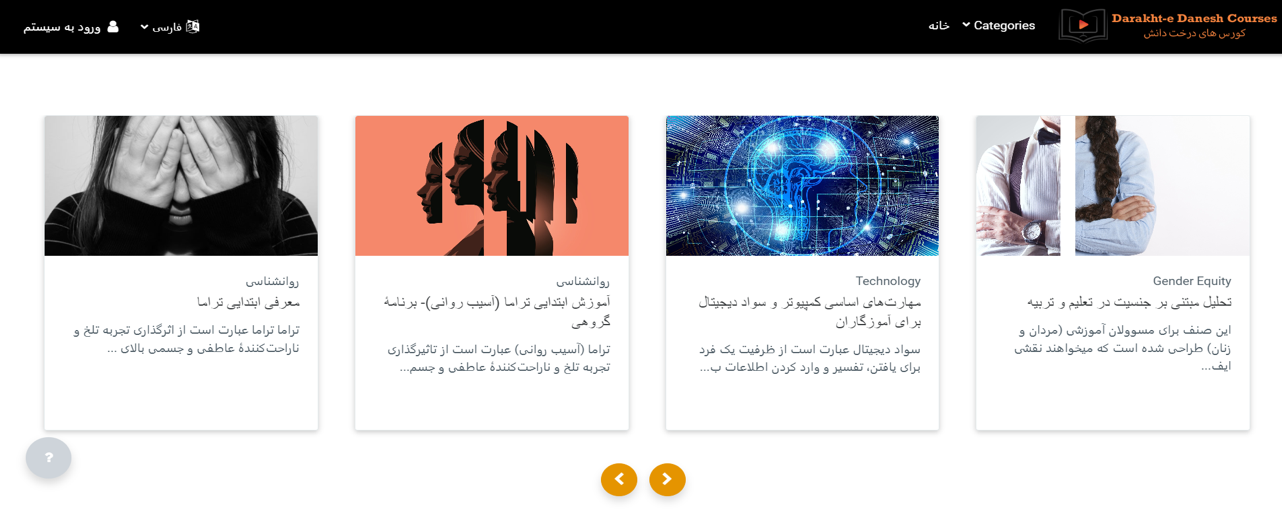 Darakht-e Danesh Courses
کورس های درخت دانش
Categories
خانه
فارسی
ورود به سیستم
Gender Equity
تحلیل مبتنی بر جنسیت در تعلیم و تربیه
این صنف برای مسوولان آموزشی (مردان و
زنان) طراحی شده است که میخواهند نقشی
ایف...
Technology
مهارت‌های اساسی کمپیوتر و سواد دیجیتال
برای آموزگاران
سواد دیجیتال عبارت است از ظرفیت یک فرد
برای یافتن، تفسیر و وارد کردن اطلاعات ب...
روانشناسی
آموزش ابتدایی تراما (آسیب روانی)- برنامۀ
گروهی
تراما (آسیب روانی) عبارت است از تاثیرگذاری
تجربه تلخ و ناراحت‌کنندۀ عاطفی و جسم...
روانشناسی
معرفی ابتدایی تراما
تراما تراما عبارت است از اثرگذاری تجربه تلخ و
ناراحت‌کنندۀ عاطفی و جسمی بالای ...
?